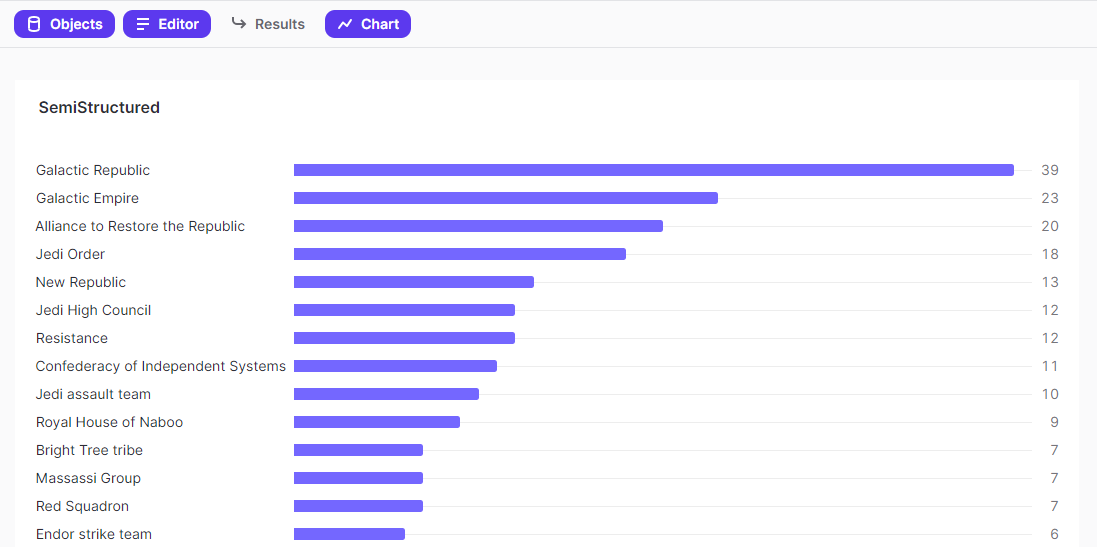 Objects Editor Results Chart
SemiStructured
Galactic Republic 39
Galactic Empire 23
Alliance to Restore the Republic 20
Jedi Order 18
New Republic 13
Jedi High Council 12
Resistance 12
Confederacy of Independent Systems 11
Jedi assault team 10
Royal House of Naboo 9
Bright Tree tribe 7
Massassi Group 7
Red Squadron 7
Endor strike team 6